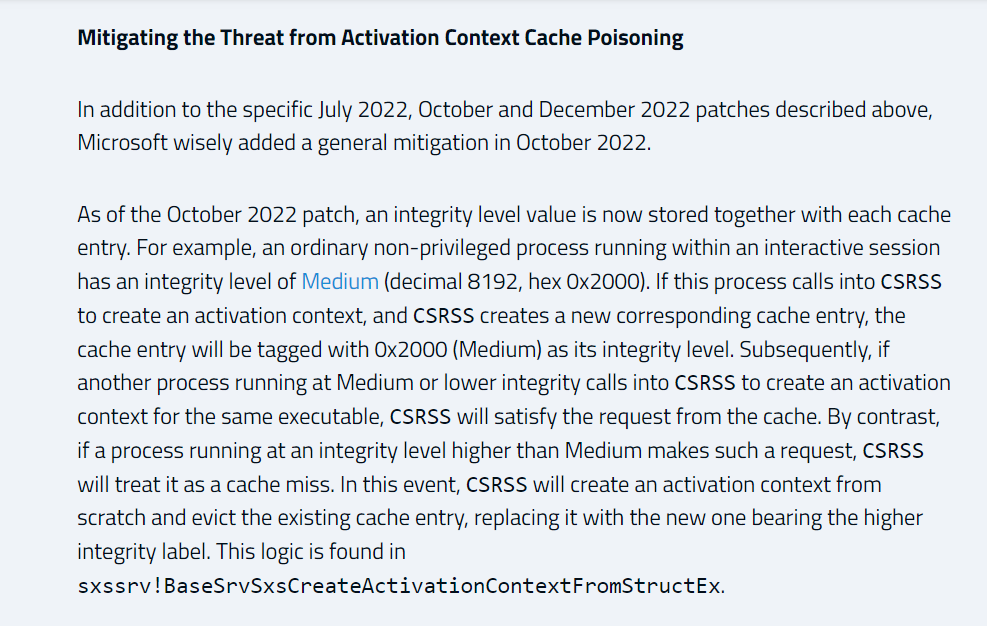 Mitigating the Threat from Activation Context Cache Poisoning
In addition to the specific July 2022, October and December 2022 patches described above,
Microsoft wisely added a general mitigation in October 2022.
As of the October 2022 patch, an integrity level value is now stored together with each cache
entry. For example, an ordinary non-privileged process running within an interactive session
has an integrity level of Medium (decimal 8192, hex 0x2000). If this process calls into CSRSS
to create an activation context, and CSRSS creates a new corresponding cache entry, the
cache entry will be tagged with 0x2000 (Medium) as its integrity level. Subsequently, if
another process running at Medium or lower integrity calls into CSRSS to create an activation
context for the same executable, CSRSS will satisfy the request from the cache. By contrast,
if a process running at an integrity level higher than Medium makes such a request, CSRSS
will treat it as a cache miss. In this event, CSRSS will create an activation context from
scratch and evict the existing cache entry, replacing it with the new one bearing the higher
integrity label. This logic is found in
sxssrv!BaseSrvSxsCreateActivationContextFromStructEx.